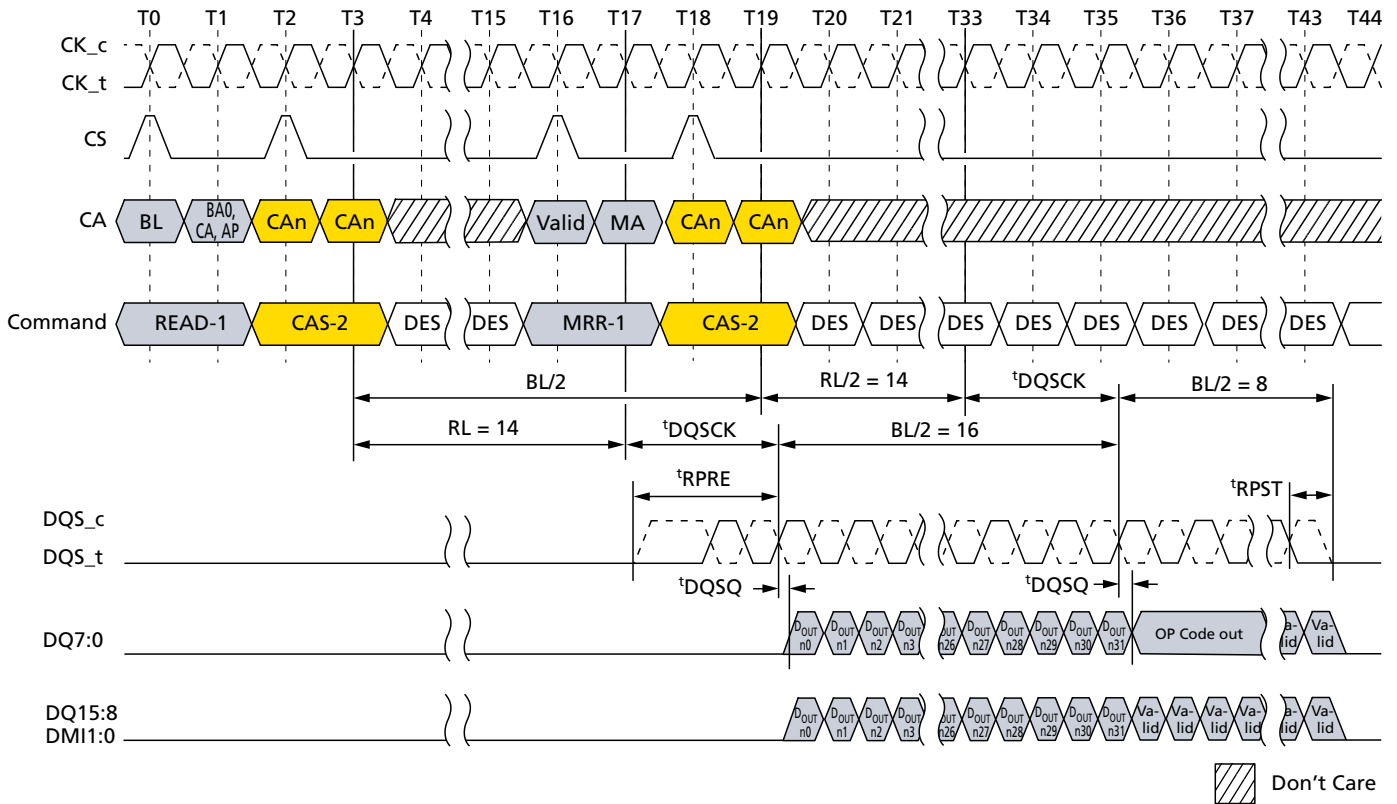 T0 T1 T2 T3 T4 T15 T16 T17 T18 T19 T20 T21 T33 T34 T35 T36 T37 T43 T44
CK_c
CK_t
CS
CA BL BA0, CA, AP CAn CAn Valid MA CAn CAn
Command READ-1 CAS-2 DES DES MRR-1 CAS-2 DES DES DES DES DES DES DES DES
BL/2 RL/2 = 14 tDQSCK BL/2 = 8
RL = 14 tDQSCK BL/2 = 16
tRPRE tRPST
DQS_c
DQS_t
tDQSQ tDQSQ
DQ7:0 DOUT n0 DOUT n1 DOUT n2 DOUT n3 DOUT n26 DOUT n27 DOUT n28 DOUT n29 DOUT n30 DOUT n31 OP Code out a-lid Va-lid
DQ15:8
DMI1:0 DOUT n0 DOUT n1 DOUT n2 DOUT n3 DOUT n26 DOUT n27 DOUT n28 DOUT n29 DOUT n30 DOUT n31 Va-lid Va-lid Va-lid Va-lid a-lid Va-lid
Don't Care